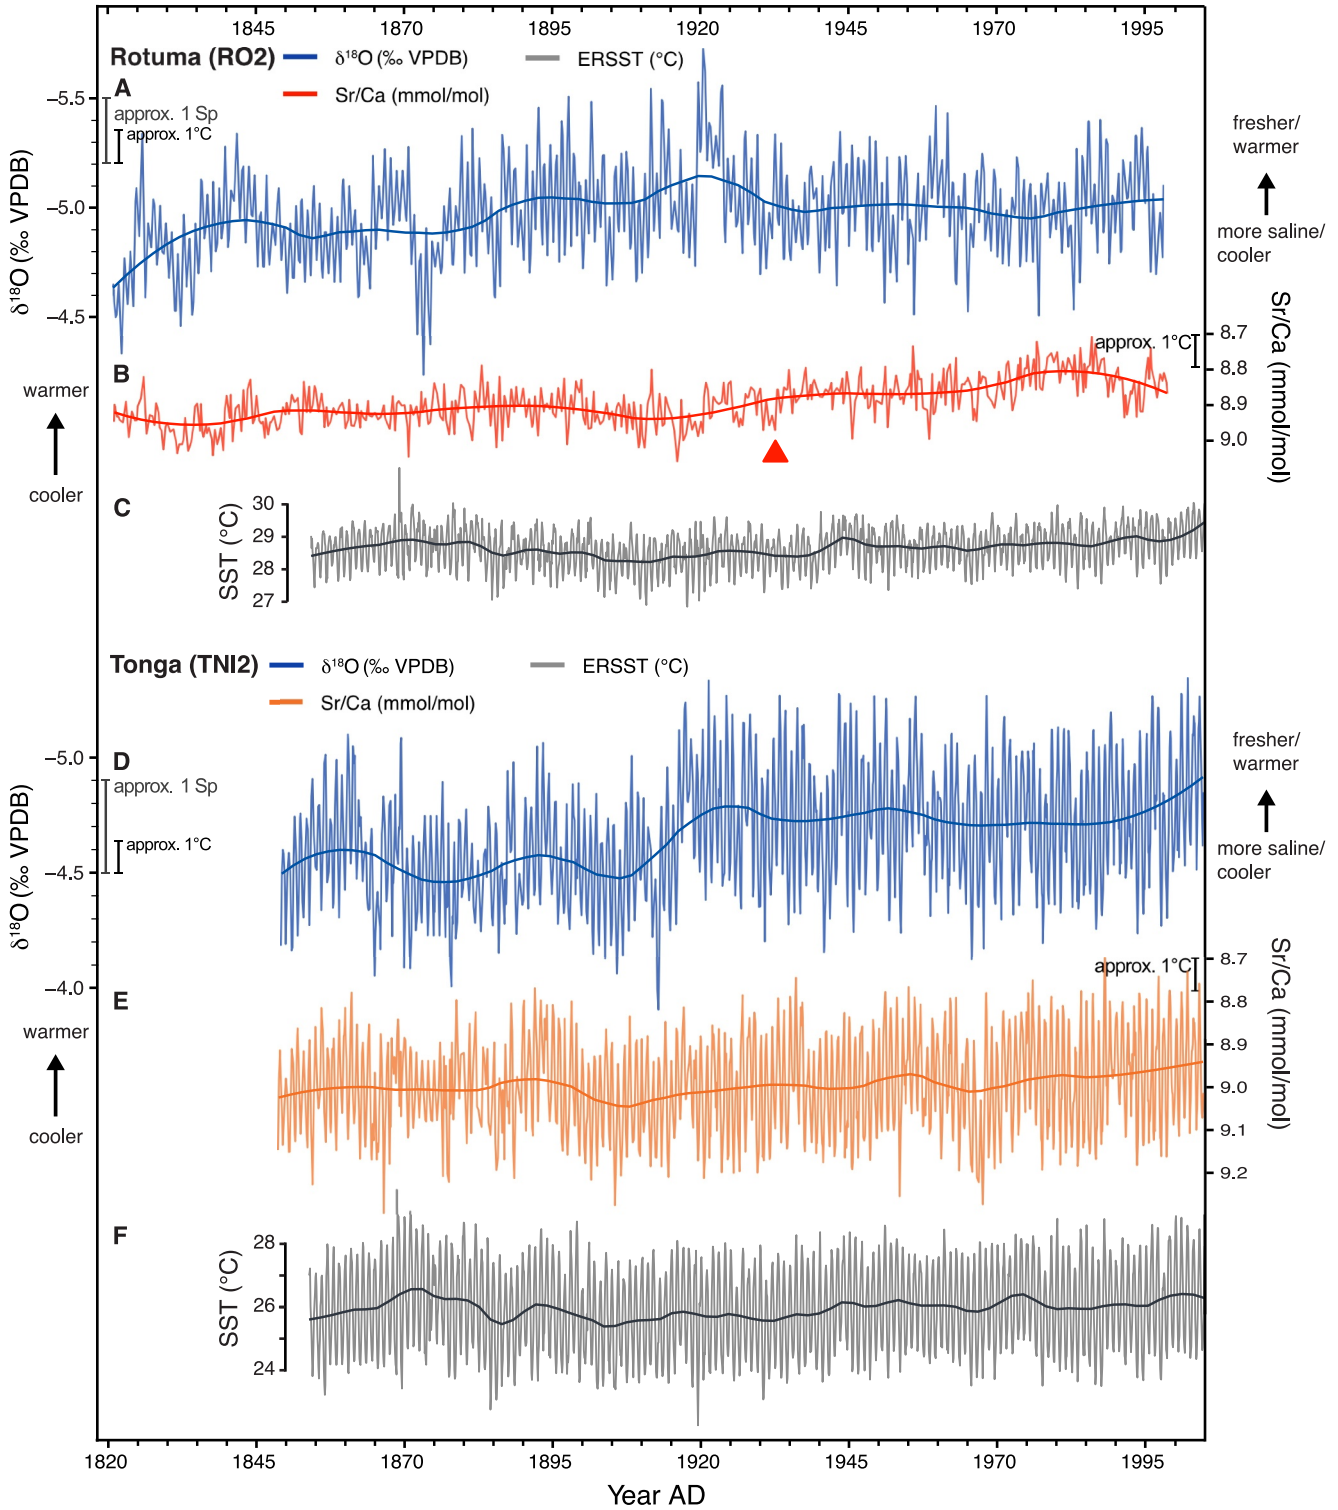 1845 1870 1895 1920 1945 1970 1995
Rotuma (RO2) δ¹⁸O (‰ VPDB) ERSST (°C)
Sr/Ca (mmol/mol)
A
−5.5
approx. 1 Sp
approx. 1°C
−5.0
−4.5
δ¹⁸O (‰ VPDB)
fresher/
warmer
more saline/
cooler
B
warmer
cooler
approx. 1°C
8.7
8.8
8.9
9.0
Sr/Ca (mmol/mol)
C
SST (°C)
30
29
28
27
Tonga (TNI2) δ¹⁸O (‰ VPDB) ERSST (°C)
Sr/Ca (mmol/mol)
D
−5.0
approx. 1 Sp
approx. 1°C
−4.5
−4.0
δ¹⁸O (‰ VPDB)
fresher/
warmer
more saline/
cooler
E
warmer
cooler
approx. 1°C
8.7
8.8
8.9
9.0
9.1
9.2
Sr/Ca (mmol/mol)
F
SST (°C)
28
26
24
1820 1845 1870 1895 1920 1945 1970 1995
Year AD